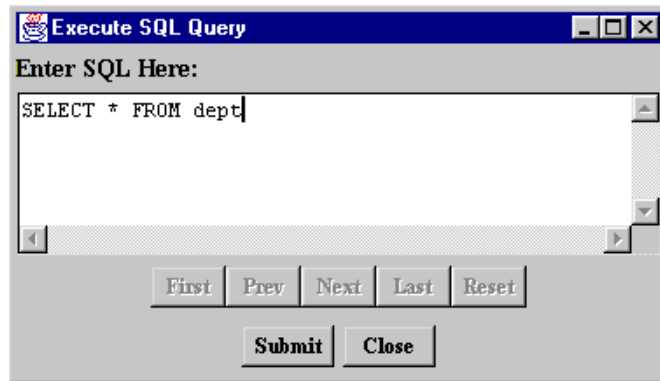 Execute SQL Query
Enter SQL Here:
SELECT * FROM dept
First Prev Next Last Reset
Submit Close